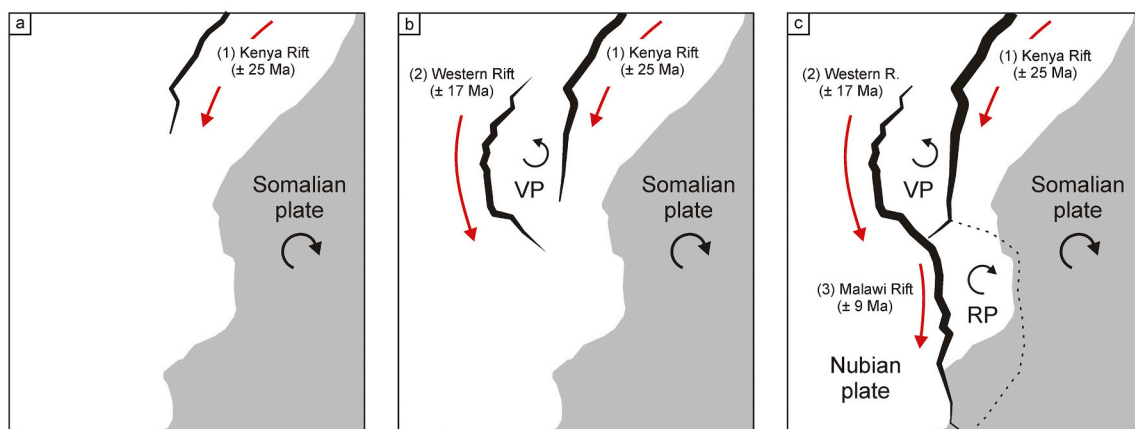 a
(1) Kenya Rift
(± 25 Ma)
Somalian
plate
b
(1) Kenya Rift
(± 25 Ma)
(2) Western Rift
(± 17 Ma)
VP
Somalian
plate
c
(1) Kenya Rift
(± 25 Ma)
(2) Western R.
(± 17 Ma)
VP
Somalian
plate
(3) Malawi Rift
(± 9 Ma)
RP
Nubian
plate